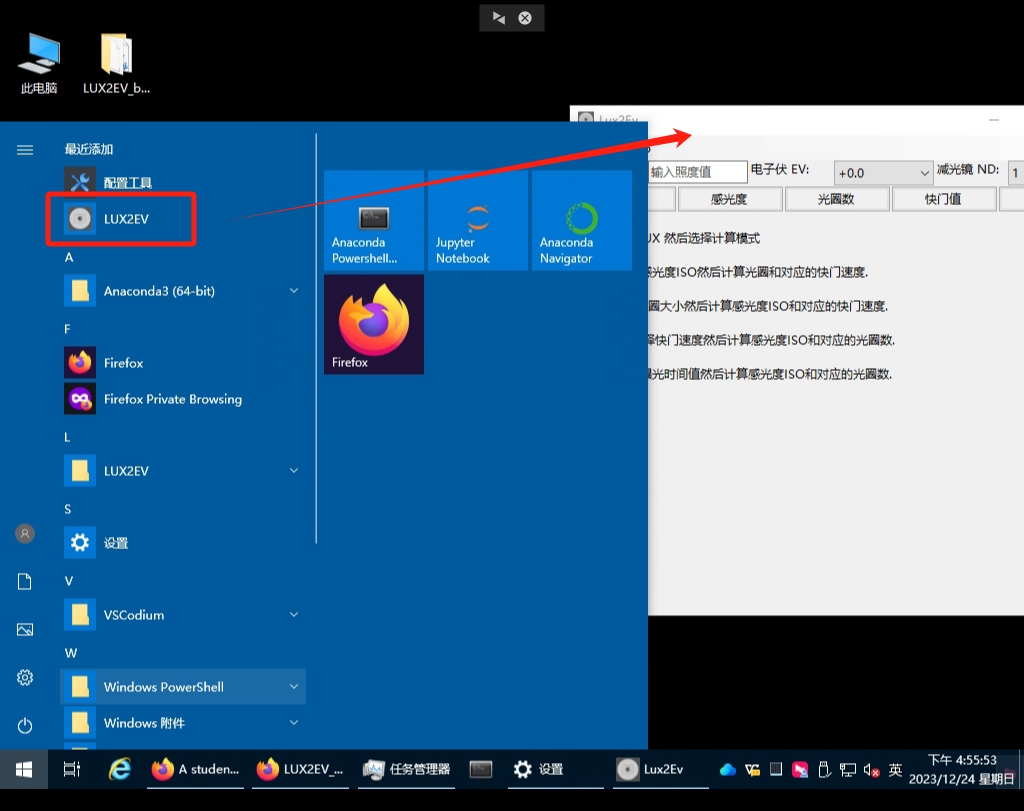 此电脑
LUX2EV_b...
最近添加
配置工具
LUX2EV
A
Anaconda3 (64-bit)
F
Firefox
Firefox Private Browsing
L
LUX2EV
S
设置
V
VSCodium
W
Windows PowerShell
Windows 附件
Anaconda
Powershell...
Jupyter
Notebook
Anaconda
Navigator
Firefox
Lux2Ev
输入照度值
电子伏 EV:
+0.0
减光镜 ND:
1
感光度
光圈数
快门值
UX 然后选择计算模式
光度ISO然后计算光圈和对应的快门速度.
圈大小然后计算感光度ISO和对应的快门速度.
择快门速度然后计算感光度ISO和对应的光圈数.
光时间值然后计算感光度ISO和对应的光圈数.
A studen...
LUX2EV_...
任务管理器
设置
Lux2Ev
英
下午 4:55:53
2023/12/24 星期日